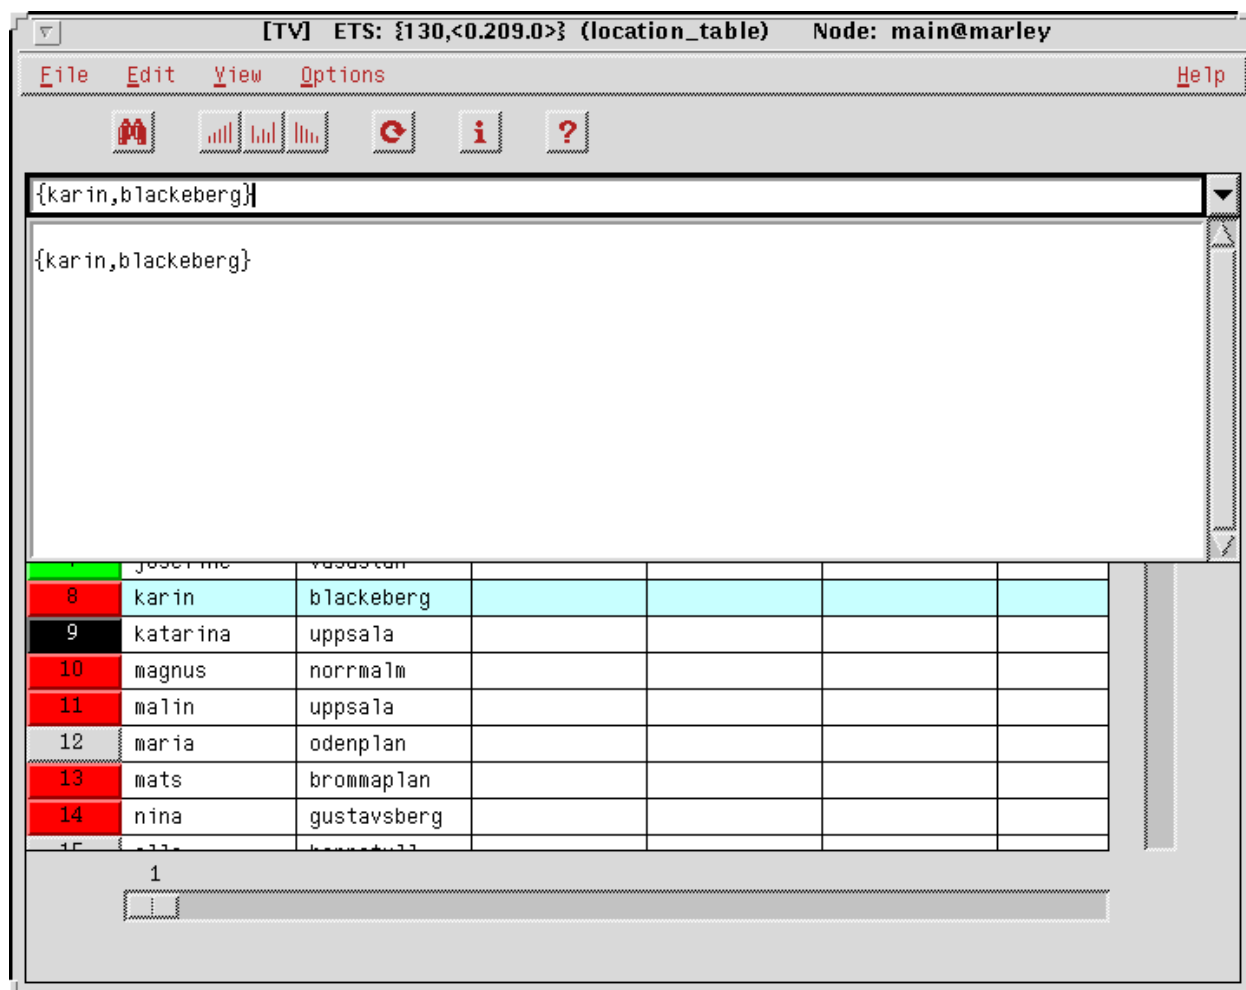 [TV] ETS: {130,<0.209.0>} (location_table) Node: main@marley
File Edit View Options Help
i ?
{karin,blackeberg}
{karin,blackeberg}
8 karin blackeberg
9 katarina uppsala
10 magnus norrmalm
11 malin uppsala
12 maria odenplan
13 mats brommaplan
14 nina gustavsberg
1